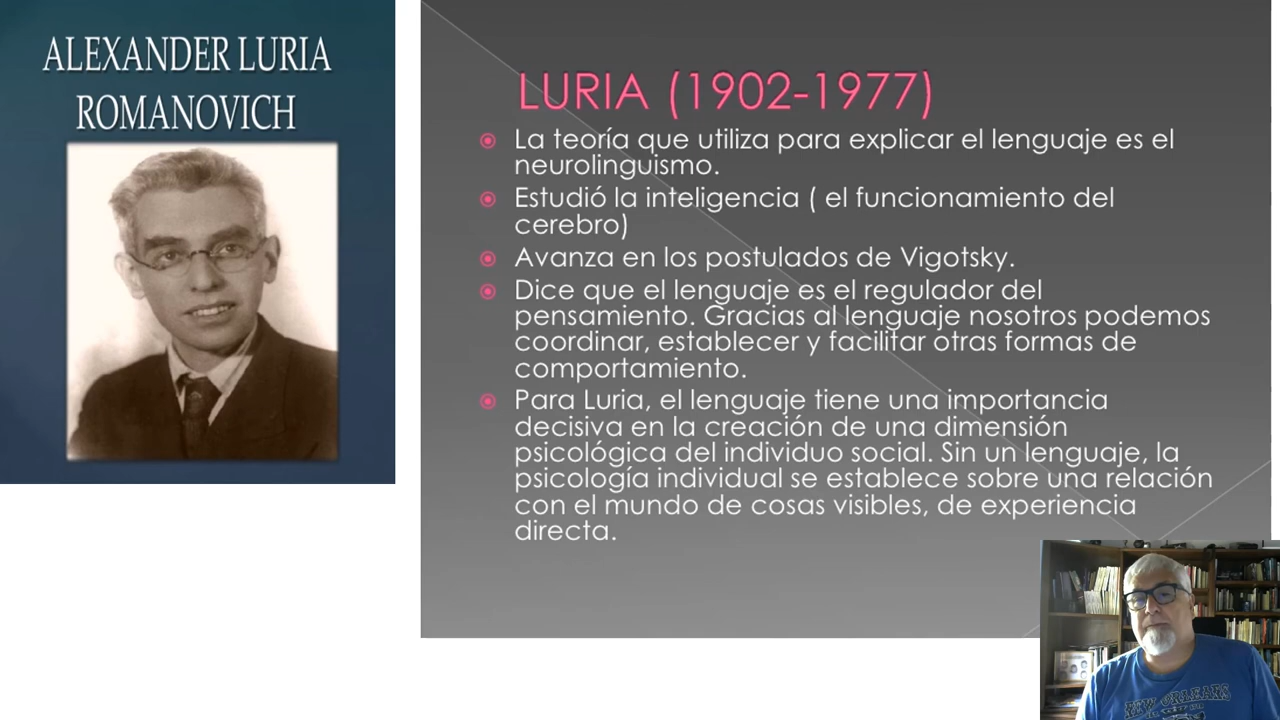 ALEXANDER LURIA
ROMANOVICH
LURIA (1902-1977)
La teoría que utiliza para explicar el lenguaje es el
neurolinguismo.
Estudió la inteligencia ( el funcionamiento del
cerebro)
Avanza en los postulados de Vigotsky.
Dice que el lenguaje es el regulador del
pensamiento. Gracias al lenguaje nosotros podemos
coordinar, establecer y facilitar otras formas de
comportamiento.
Para Luria, el lenguaje tiene una importancia
decisiva en la creación de una dimensión
psicológica del individuo social. Sin un lenguaje, la
psicología individual se establece sobre una relación
con el mundo de cosas visibles, de experiencia
directa.
NEW ORLEANS